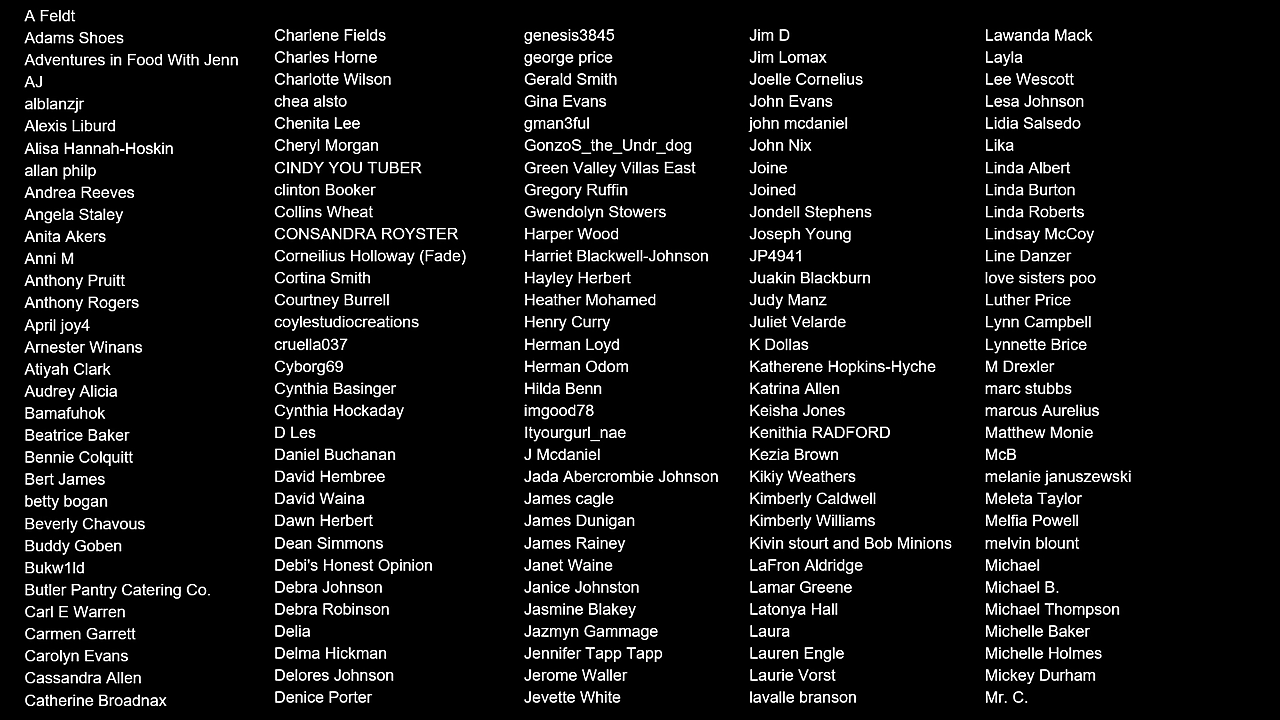 A Feldt
Adams Shoes
Adventures in Food With Jenn
AJ
alblanzjr
Alexis Liburd
Alisa Hannah-Hoskin
allan philp
Andrea Reeves
Angela Staley
Anita Akers
Anni M
Anthony Pruitt
Anthony Rogers
April joy4
Arnester Winans
Atiyah Clark
Audrey Alicia
Bamafuhok
Beatrice Baker
Bennie Colquitt
Bert James
betty bogan
Beverly Chavous
Buddy Goben
Bukw1ld
Butler Pantry Catering Co.
Carl E Warren
Carmen Garrett
Carolyn Evans
Cassandra Allen
Catherine Broadnax
Charlene Fields
Charles Horne
Charlotte Wilson
chea alsto
Chenita Lee
Cheryl Morgan
CINDY YOU TUBER
clinton Booker
Collins Wheat
CONSANDRA ROYSTER
Corneilius Holloway (Fade)
Cortina Smith
Courtney Burrell
coylestudiocreations
cruella037
Cyborg69
Cynthia Basinger
Cynthia Hockaday
D Les
Daniel Buchanan
David Hembree
David Waina
Dawn Herbert
Dean Simmons
Debi's Honest Opinion
Debra Johnson
Debra Robinson
Delia
Delma Hickman
Delores Johnson
Denice Porter
genesis3845
george price
Gerald Smith
Gina Evans
gman3ful
GonzoS_the_Undr_dog
Green Valley Villas East
Gregory Ruffin
Gwendolyn Stowers
Harper Wood
Harriet Blackwell-Johnson
Hayley Herbert
Heather Mohamed
Henry Curry
Herman Loyd
Herman Odom
Hilda Benn
imgood78
Ityourgurl_nae
J Mcdaniel
Jada Abercrombie Johnson
James cagle
James Dunigan
James Rainey
Janet Waine
Janice Johnston
Jasmine Blakey
Jazmyn Gammage
Jennifer Tapp Tapp
Jerome Waller
Jevette White
Jim D
Jim Lomax
Joelle Cornelius
John Evans
john mcdaniel
John Nix
Joine
Joined
Jondell Stephens
Joseph Young
JP4941
Juakin Blackburn
Judy Manz
Juliet Velarde
K Dollas
Katherene Hopkins-Hyche
Katrina Allen
Keisha Jones
Kenithia RADFORD
Kezia Brown
Kikiy Weathers
Kimberly Caldwell
Kimberly Williams
Kivin stourt and Bob Minions
LaFron Aldridge
Lamar Greene
Latonya Hall
Laura
Lauren Engle
Laurie Vorst
lavalle branson
Lawanda Mack
Layla
Lee Wescott
Lesa Johnson
Lidia Salsedo
Lika
Linda Albert
Linda Burton
Linda Roberts
Lindsay McCoy
Line Danzer
love sisters poo
Luther Price
Lynn Campbell
Lynnette Brice
M Drexler
marc stubbs
marcus Aurelius
Matthew Monie
McB
melanie januszewski
Meleta Taylor
Melfia Powell
melvin blount
Michael
Michael B.
Michael Thompson
Michelle Baker
Michelle Holmes
Mickey Durham
Mr. C.